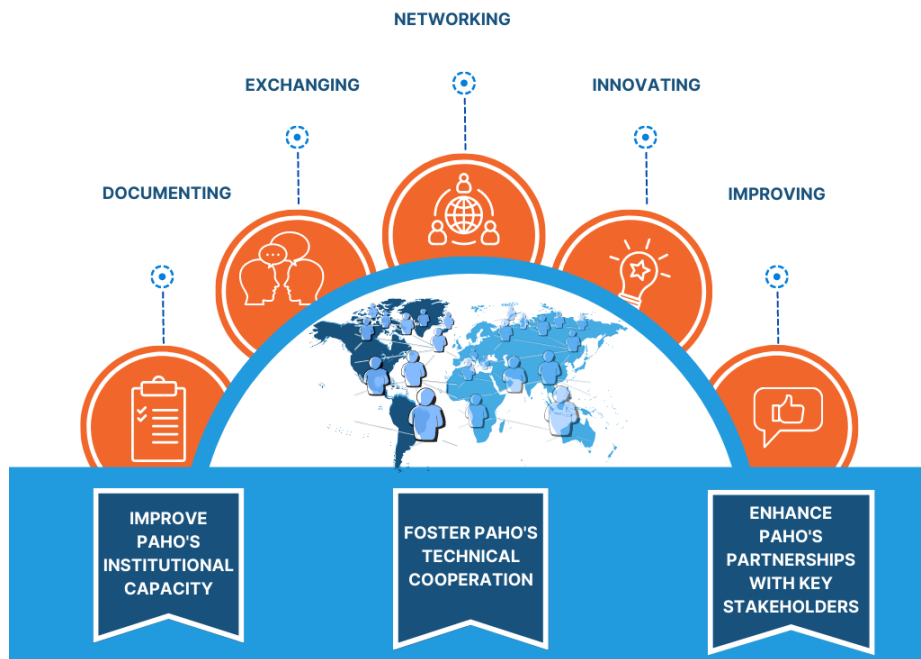 NETWORKING
EXCHANGING
INNOVATING
DOCUMENTING
IMPROVING
IMPROVE
PAHO'S
INSTITUTIONAL
CAPACITY
FOSTER PAHO'S
TECHNICAL
COOPERATION
ENHANCE
PAHO'S
PARTNERSHIPS
WITH KEY
STAKEHOLDERS